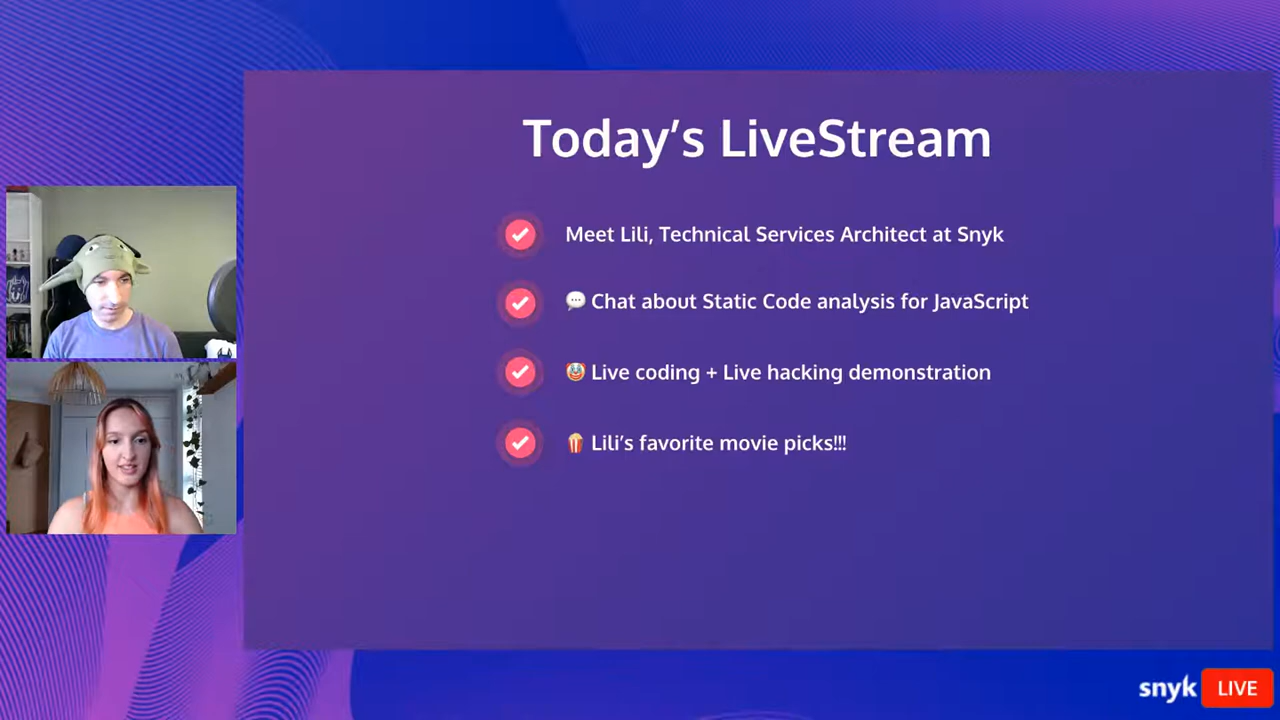 Today’s LiveStream
Meet Lili, Technical Services Architect at Snyk
💬 Chat about Static Code analysis for JavaScript
🤡 Live coding + Live hacking demonstration
🍿 Lili’s favorite movie picks!!!
snyk LIVE